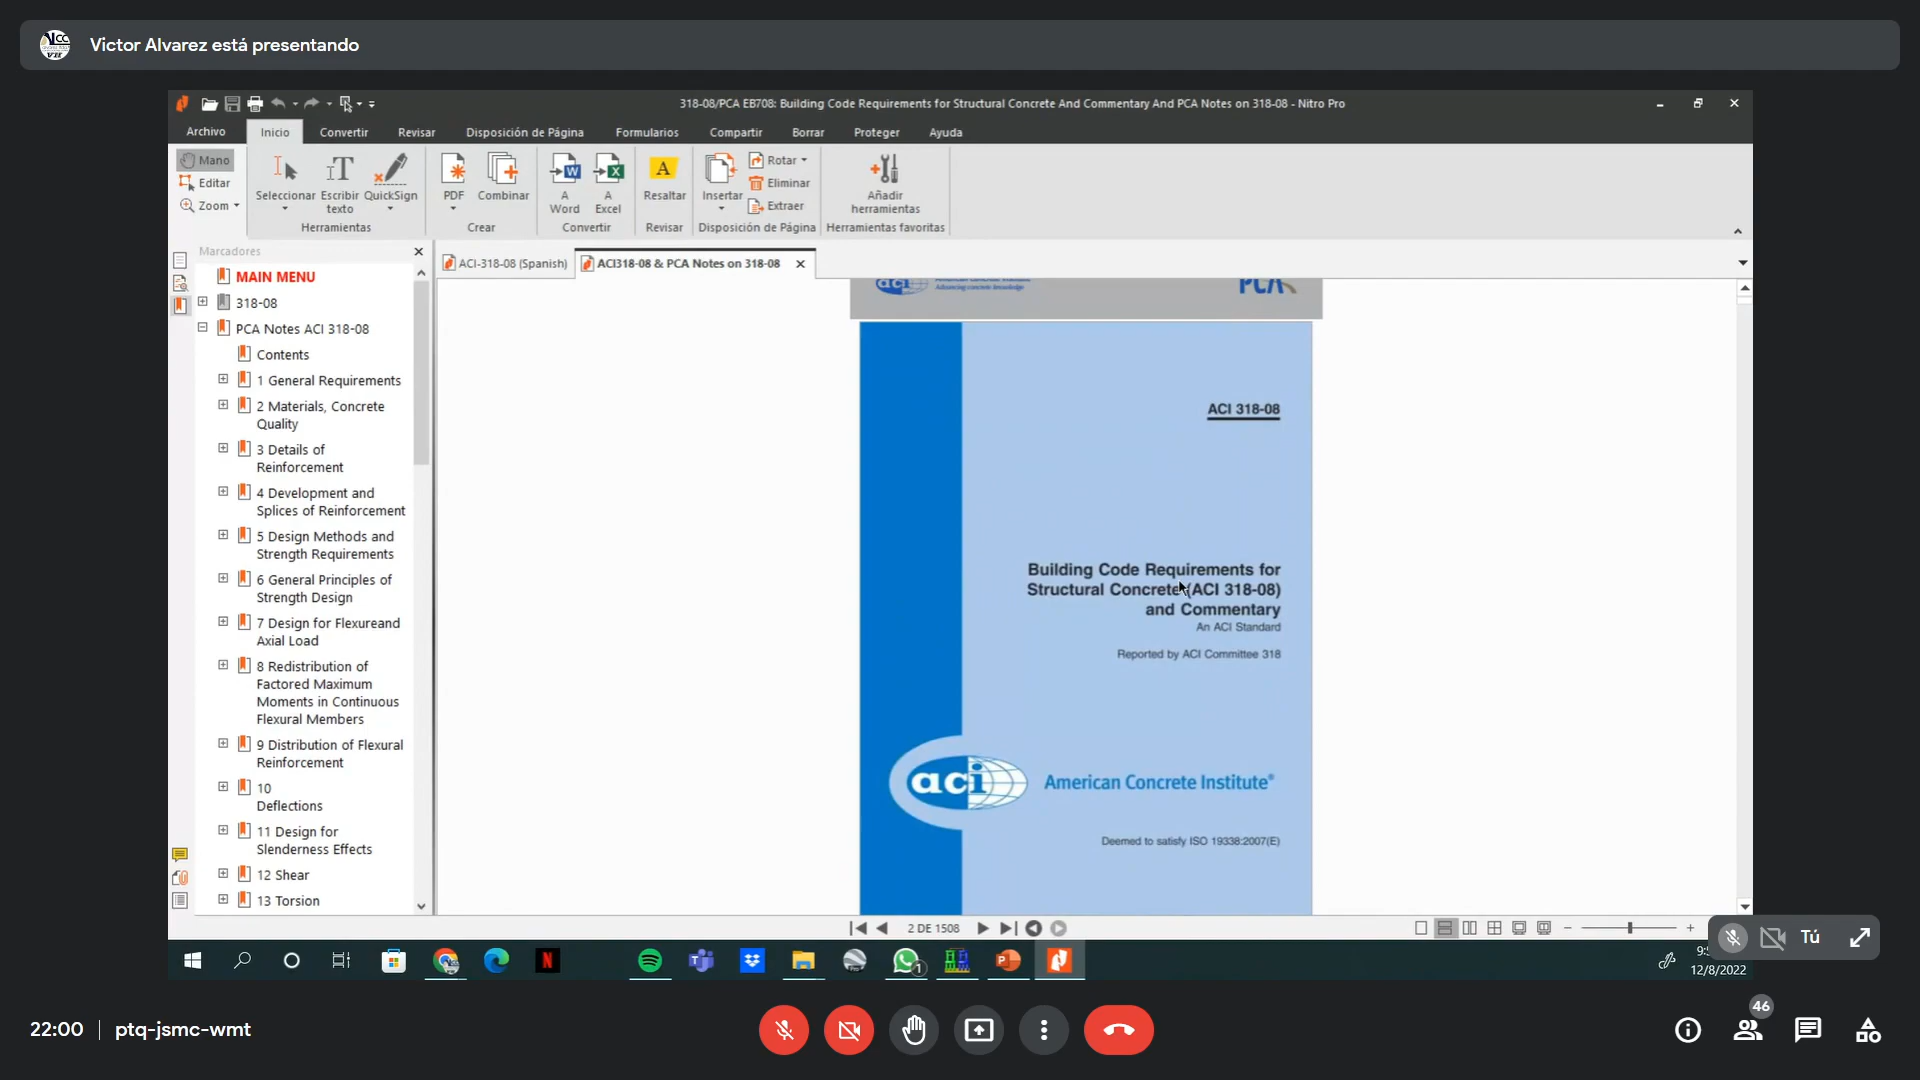 VCC
Victor Alvarez está presentando
318-08/PCA EB708: Building Code Requirements for Structural Concrete And Commentary And PCA Notes on 318-08 - Nitro Pro
Archivo
Inicio
Convertir
Revisar
Disposición de Página
Formularios
Compartir
Borrar
Proteger
Ayuda
Mano
Editar
Zoom
Seleccionar
Escribir
texto
QuickSign
Herramientas
PDF
Combinar
Crear
A
Word
A
Excel
Convertir
A
Resaltar
Revisar
Insertar
Rotar
Eliminar
Extraer
Disposición de Página
Añadir
herramientas
Herramientas favoritas
Marcadores
ACI-318-08 (Spanish)
ACI318-08 & PCA Notes on 318-08
MAIN MENU
318-08
PCA Notes ACI 318-08
Contents
1 General Requirements
2 Materials, Concrete
Quality
3 Details of
Reinforcement
4 Development and
Splices of Reinforcement
5 Design Methods and
Strength Requirements
6 General Principles of
Strength Design
7 Design for Flexureand
Axial Load
8 Redistribution of
Factored Maximum
Moments in Continuous
Flexural Members
9 Distribution of Flexural
Reinforcement
10
Deflections
11 Design for
Slenderness Effects
12 Shear
13 Torsion
aci
Advancing concrete knowledge
PCA
ACI 318-08
Building Code Requirements for
Structural Concrete (ACI 318-08)
and Commentary
An ACI Standard
Reported by ACI Committee 318
aci
American Concrete Institute®
Deemed to satisfy ISO 19338:2007(E)
2 DE 1508
Tú
12/8/2022
22:00
ptq-jsmc-wmt
46